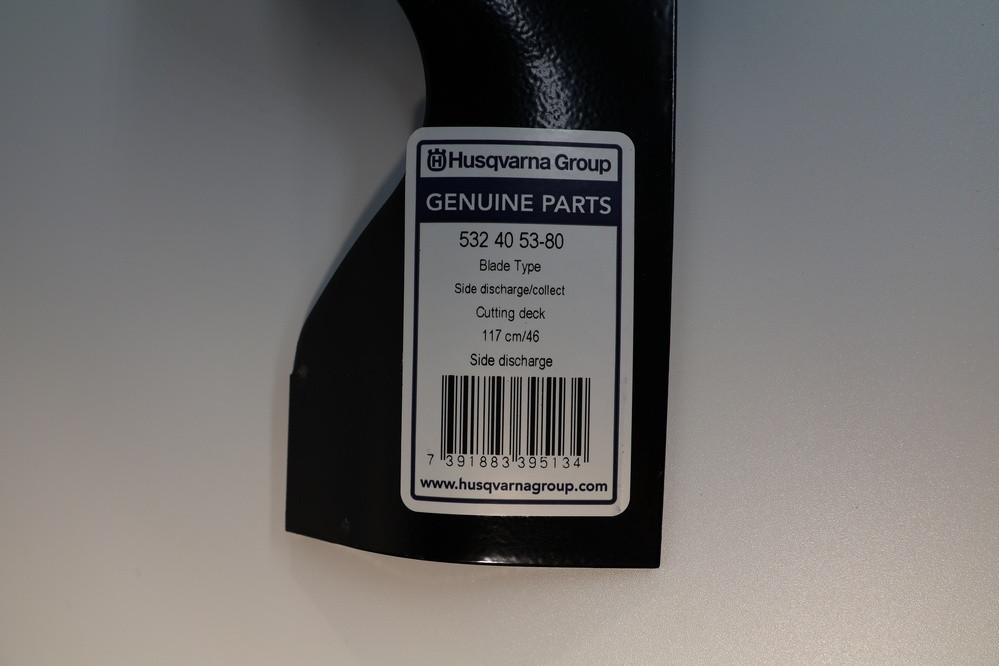 Husqvarna Group
GENUINE PARTS
532 40 53-80
Blade Type
Side discharge/collect
Cutting deck
117 cm/46
Side discharge
7 391883 395134
www.husqvarnagroup.com